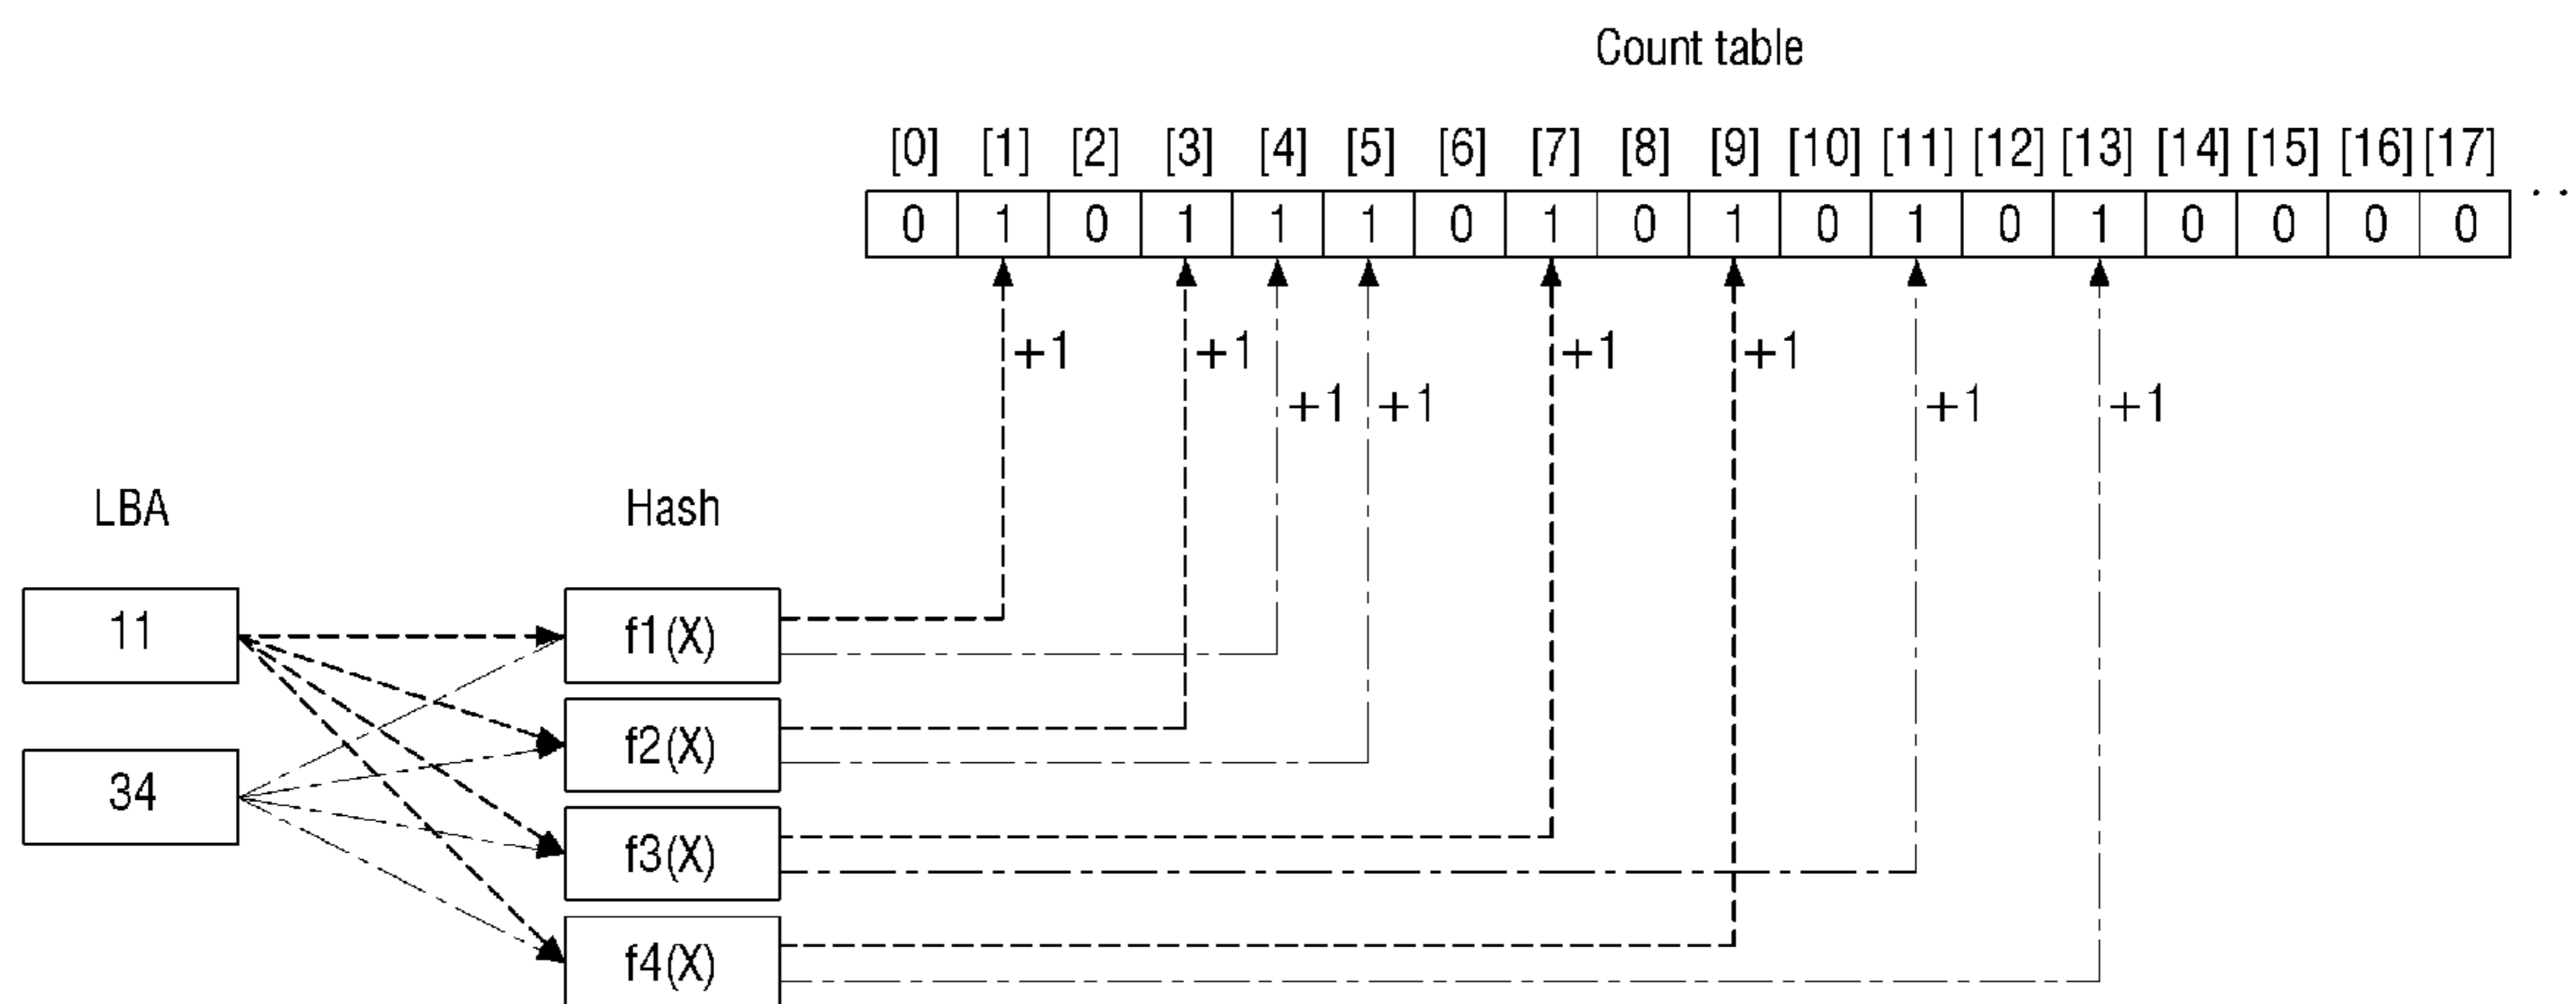 Count table
[0] [1] [2] [3] [4] [5] [6] [7] [8] [9] [10] [11] [12] [13] [14] [15] [16] [17]
0 1 0 1 1 1 0 1 0 1 0 1 0 1 0 0 0 0 ..
+1 +1 +1 +1
+1 +1 +1 +1
LBA Hash
11 f1(X)
f2(X)
34
f3(X)
f4(X)